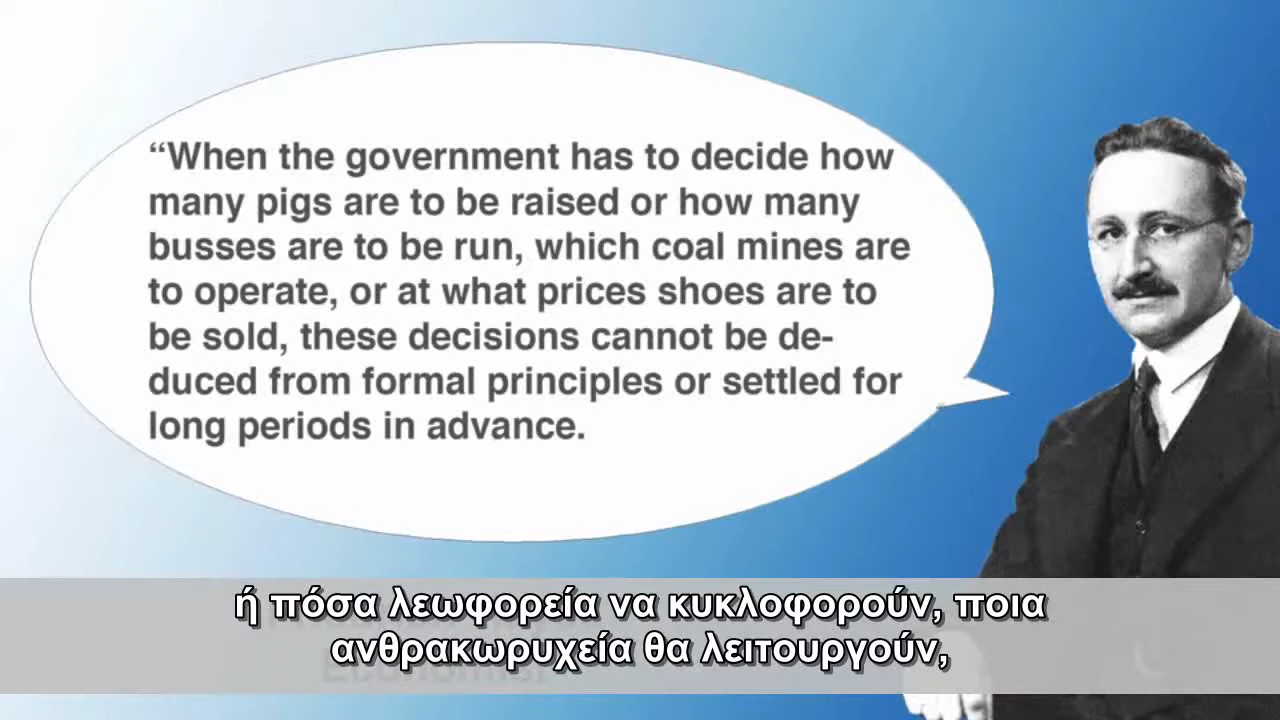 “When the government has to decide how
many pigs are to be raised or how many
busses are to be run, which coal mines are
to operate, or at what prices shoes are to
be sold, these decisions cannot be de-
duced from formal principles or settled for
long periods in advance.
ή πόσα λεωφορεία να κυκλοφορούν, ποια
ανθρακωρυχεία θα λειτουργούν,